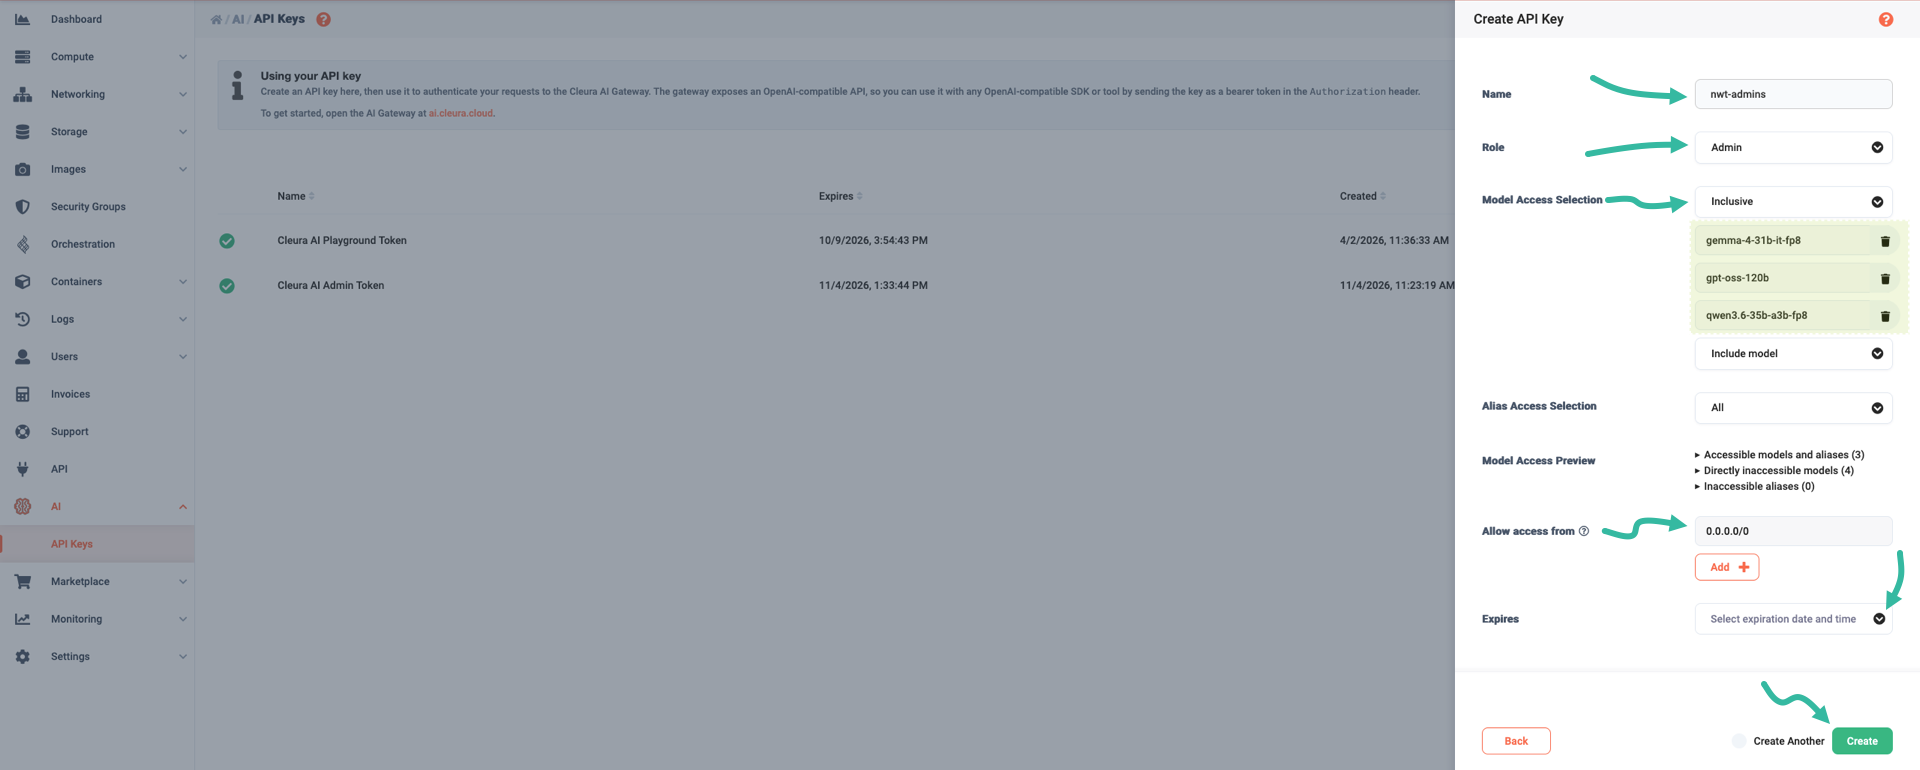 Dashboard
Compute
Networking
Storage
Images
Security Groups
Orchestration
Containers
Logs
Users
Invoices
Support
API
AI
API Keys
Marketplace
Monitoring
Settings
/ AI / API Keys ?
Using your API key
Create an API key here, then use it to authenticate your requests to the Cleura AI Gateway. The gateway exposes an OpenAI-compatible API, so you can use it with any OpenAI-compatible SDK or tool by sending the key as a bearer token in the Authorization header.
To get started, open the AI Gateway at ai.cleura.cloud.
Name Expires Created
Cleura AI Playground Token 10/9/2026, 3:54:43 PM 4/2/2026, 11:36:33 AM
Cleura AI Admin Token 11/4/2026, 1:33:44 PM 11/4/2026, 11:23:19 AM
Create API Key ?
Name nwt-admins
Role Admin
Model Access Selection Inclusive
gemma-4-31b-it-fp8
gpt-oss-120b
qwen3.6-35b-a3b-fp8
Include model
Alias Access Selection All
Model Access Preview
Accessible models and aliases (3)
Directly inaccessible models (4)
Inaccessible aliases (0)
Allow access from ? 0.0.0.0/0
Add +
Expires Select expiration date and time
Back Create Another Create